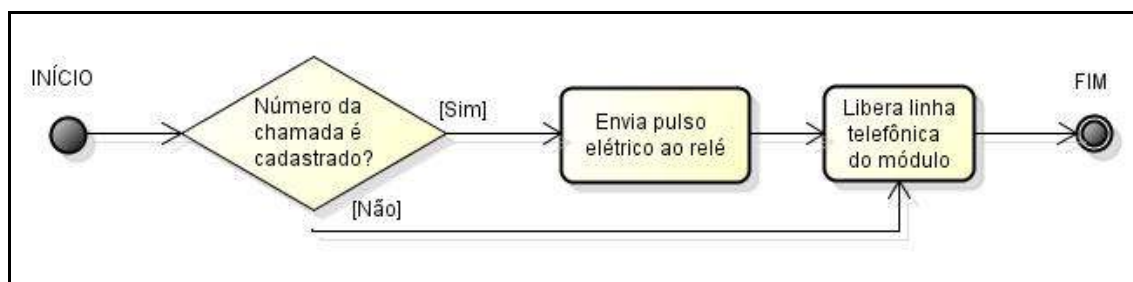 INÍCIO
Número da
chamada é
cadastrado?
[Sim]
[Não]
Envia pulso
elétrico ao relé
Libera linha
telefônica
do módulo
FIM